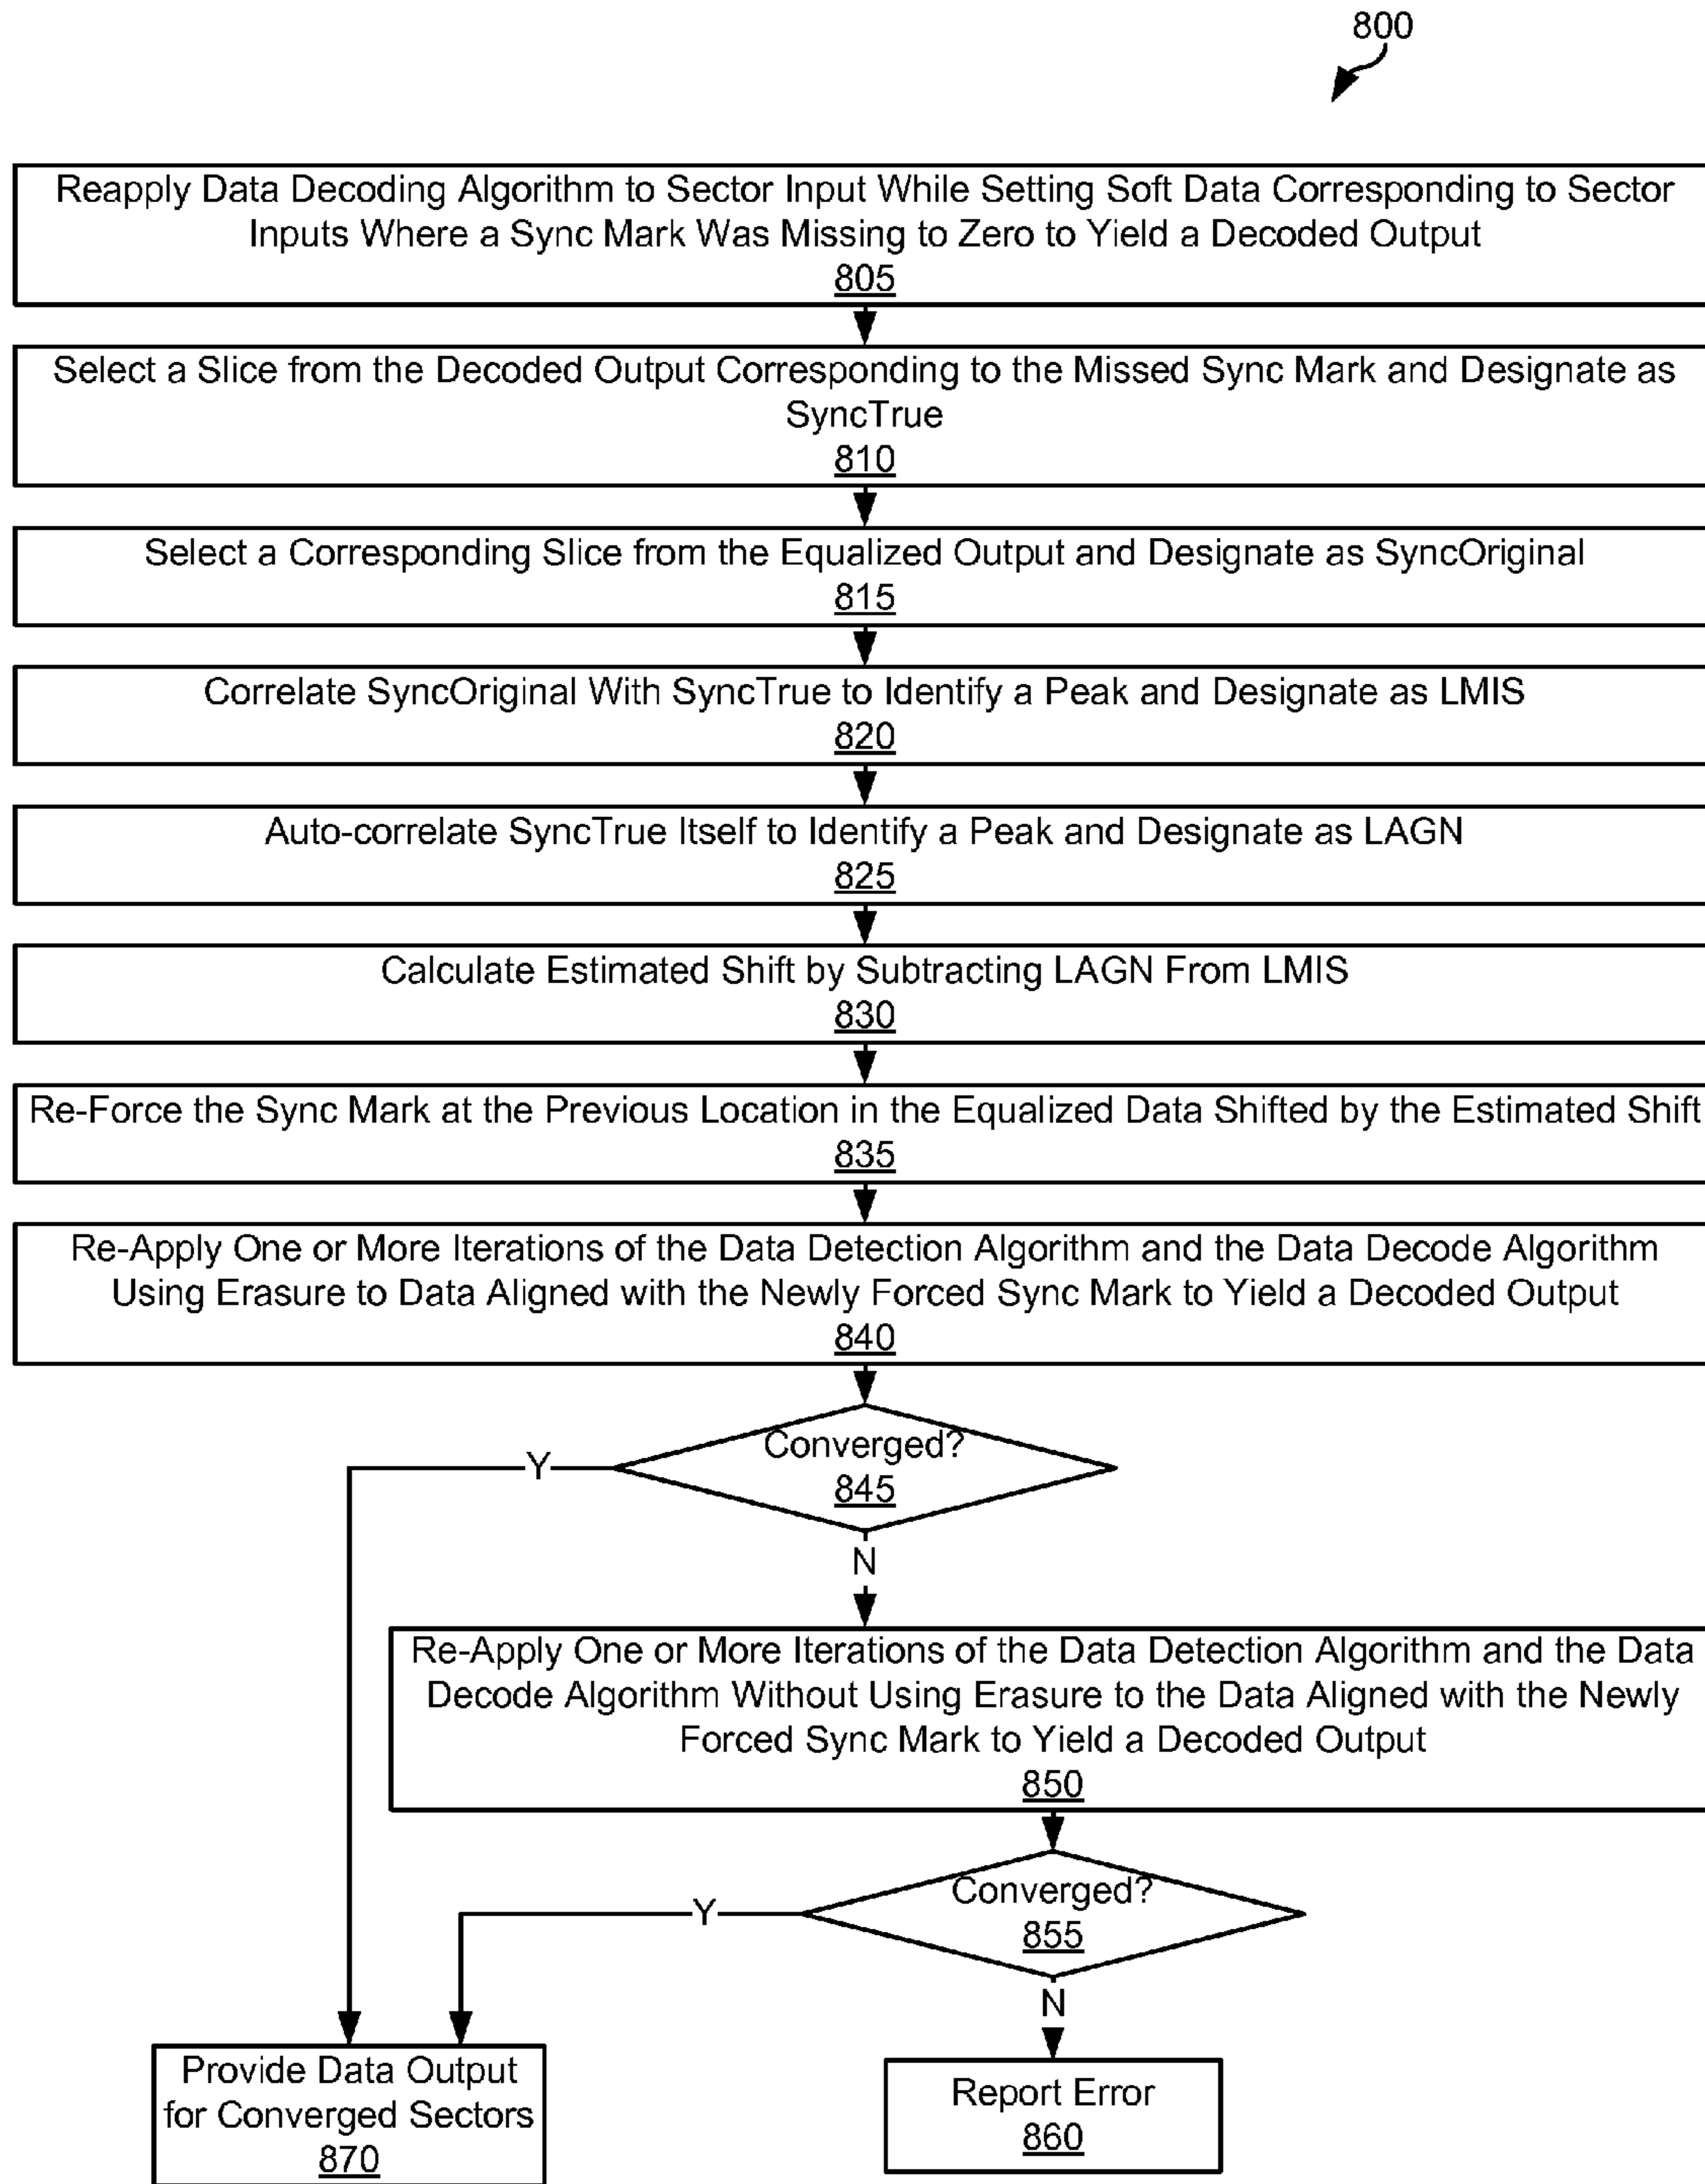 800
Reapply Data Decoding Algorithm to Sector Input While Setting Soft Data Corresponding to Sector
Inputs Where a Sync Mark Was Missing to Zero to Yield a Decoded Output
805
Select a Slice from the Decoded Output Corresponding to the Missed Sync Mark and Designate as
SyncTrue
810
Select a Corresponding Slice from the Equalized Output and Designate as SyncOriginal
815
Correlate SyncOriginal With SyncTrue to Identify a Peak and Designate as LMIS
820
Auto-correlate SyncTrue Itself to Identify a Peak and Designate as LAGN
825
Calculate Estimated Shift by Subtracting LAGN From LMIS
830
Re-Force the Sync Mark at the Previous Location in the Equalized Data Shifted by the Estimated Shift
835
Re-Apply One or More Iterations of the Data Detection Algorithm and the Data Decode Algorithm
Using Erasure to Data Aligned with the Newly Forced Sync Mark to Yield a Decoded Output
840
Converged?
845
Y
N
Re-Apply One or More Iterations of the Data Detection Algorithm and the Data
Decode Algorithm Without Using Erasure to the Data Aligned with the Newly
Forced Sync Mark to Yield a Decoded Output
850
Converged?
855
Y
N
Provide Data Output
for Converged Sectors
870
Report Error
860